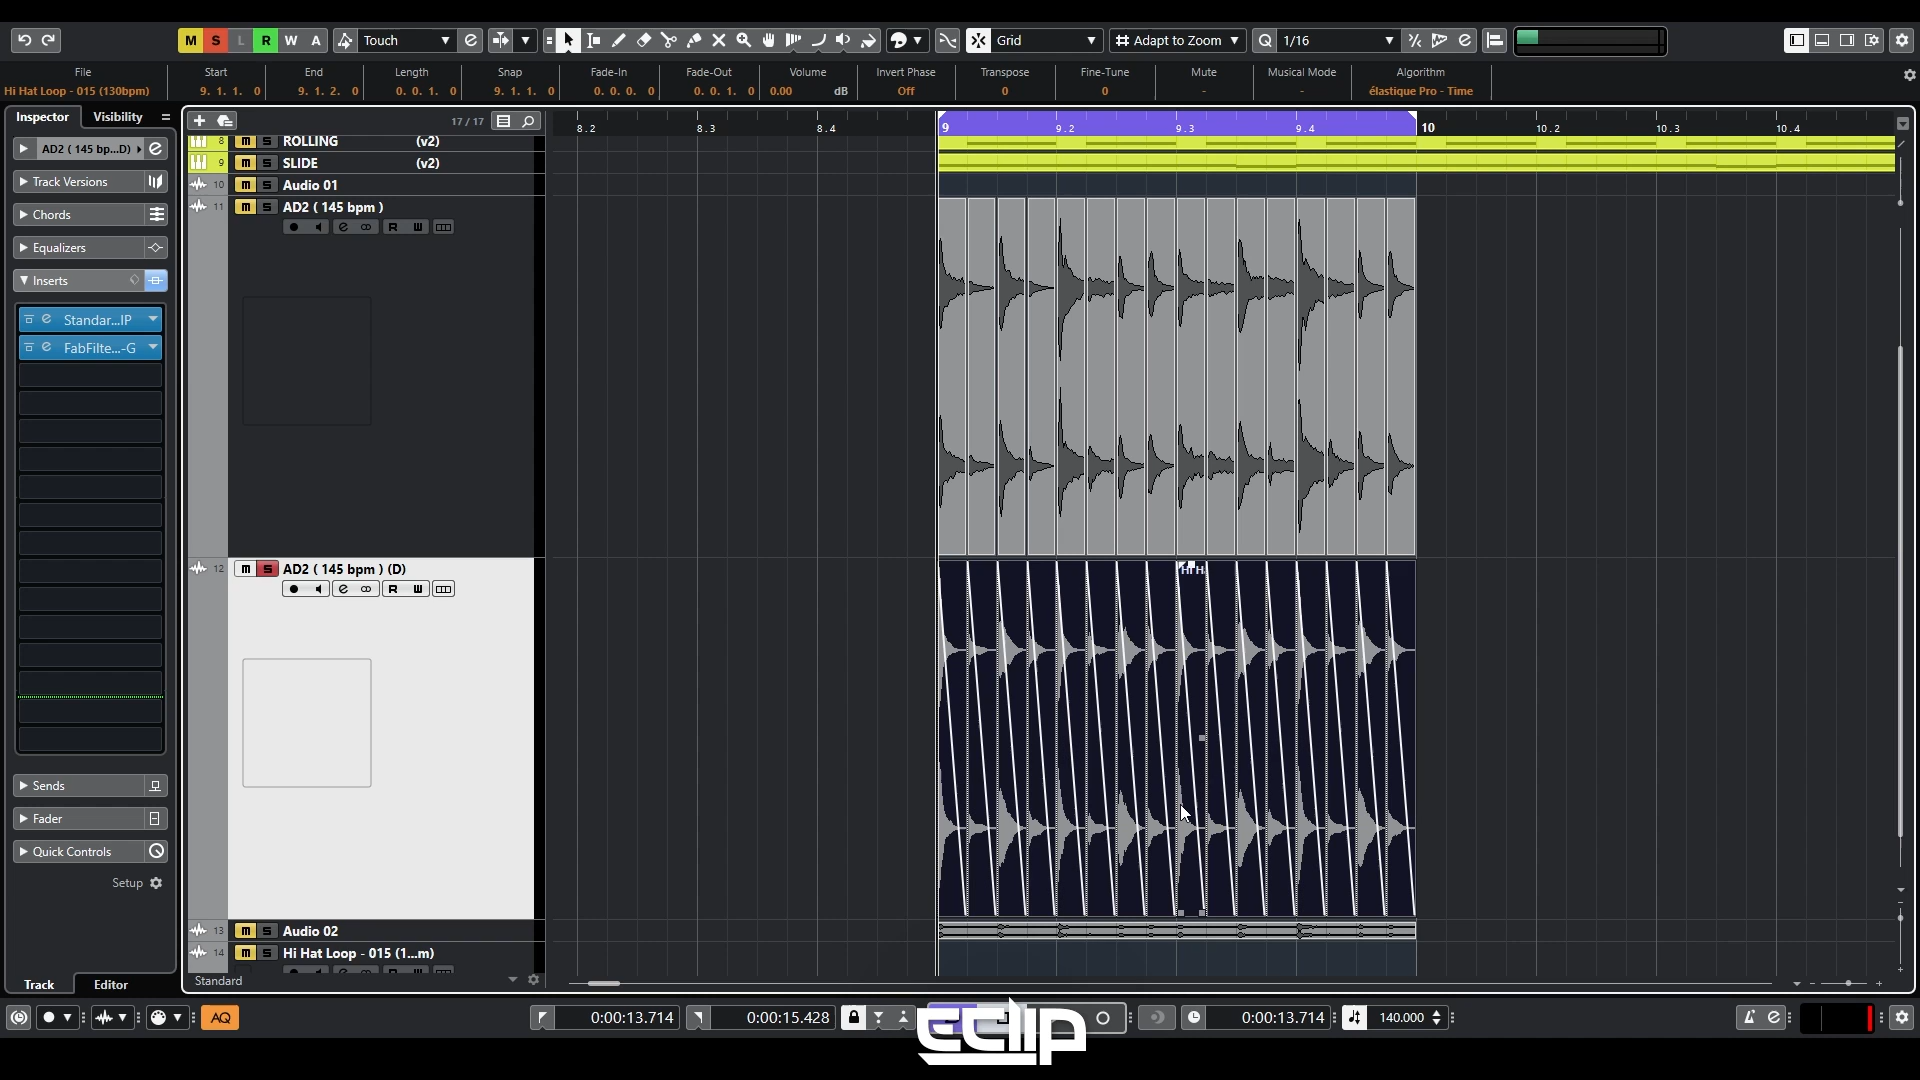 M S L R W A Touch Grid Adapt to Zoom Q 1/16
File Start End Length Snap Fade-In Fade-Out Volume Invert Phase Transpose Fine-Tune Mute Musical Mode Algorithm
Hi Hat Loop - 015 (130bpm) 9. 1. 1. 0 9. 1. 2. 0 0. 0. 1. 0 9. 1. 1. 0 0. 0. 0. 0 0. 0. 1. 0 0.00 dB Off 0 0 - - élastique Pro - Time
Inspector Visibility
17 / 17
8.2 8.3 8.4 9 9.2 9.3 9.4 10 10.2 10.3 10.4
8 m S ROLLING (v2)
AD2 ( 145 bp...D)
9 m S SLIDE (v2)
Track Versions
10 m S Audio 01
11 m S AD2 ( 145 bpm )
Chords
R W
Equalizers
Inserts
Standar...IP
FabFilte...-G
12 m S AD2 ( 145 bpm ) (D)
Hi H
R W
Sends
Fader
Quick Controls
Setup
13 m S Audio 02
14 m S Hi Hat Loop - 015 (1...m)
Standard
Track Editor
AQ 0:00:13.714 0:00:15.428 0:00:13.714 140.000
ECLIP